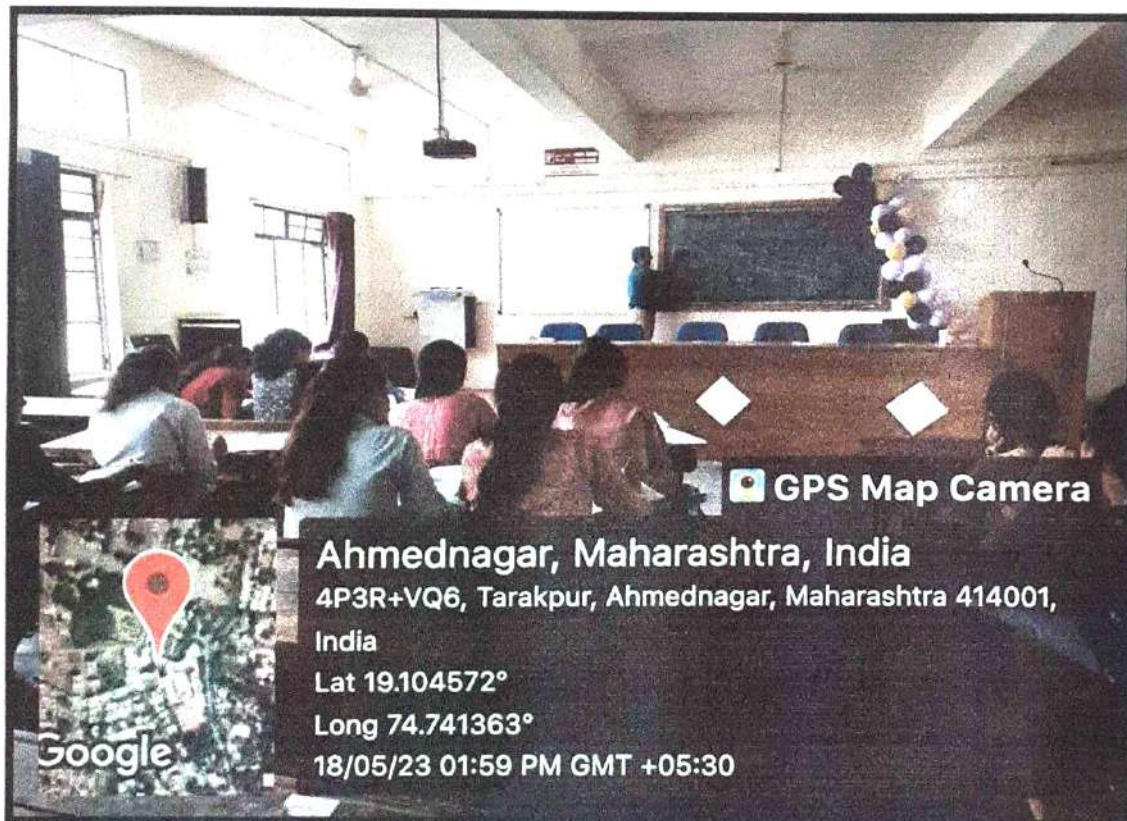 GPS Map Camera
Ahmednagar, Maharashtra, India
4P3R+VQ6, Tarakpur, Ahmednagar, Maharashtra 414001,
India
Lat 19.104572°
Long 74.741363°
18/05/23 01:59 PM GMT +05:30
Google